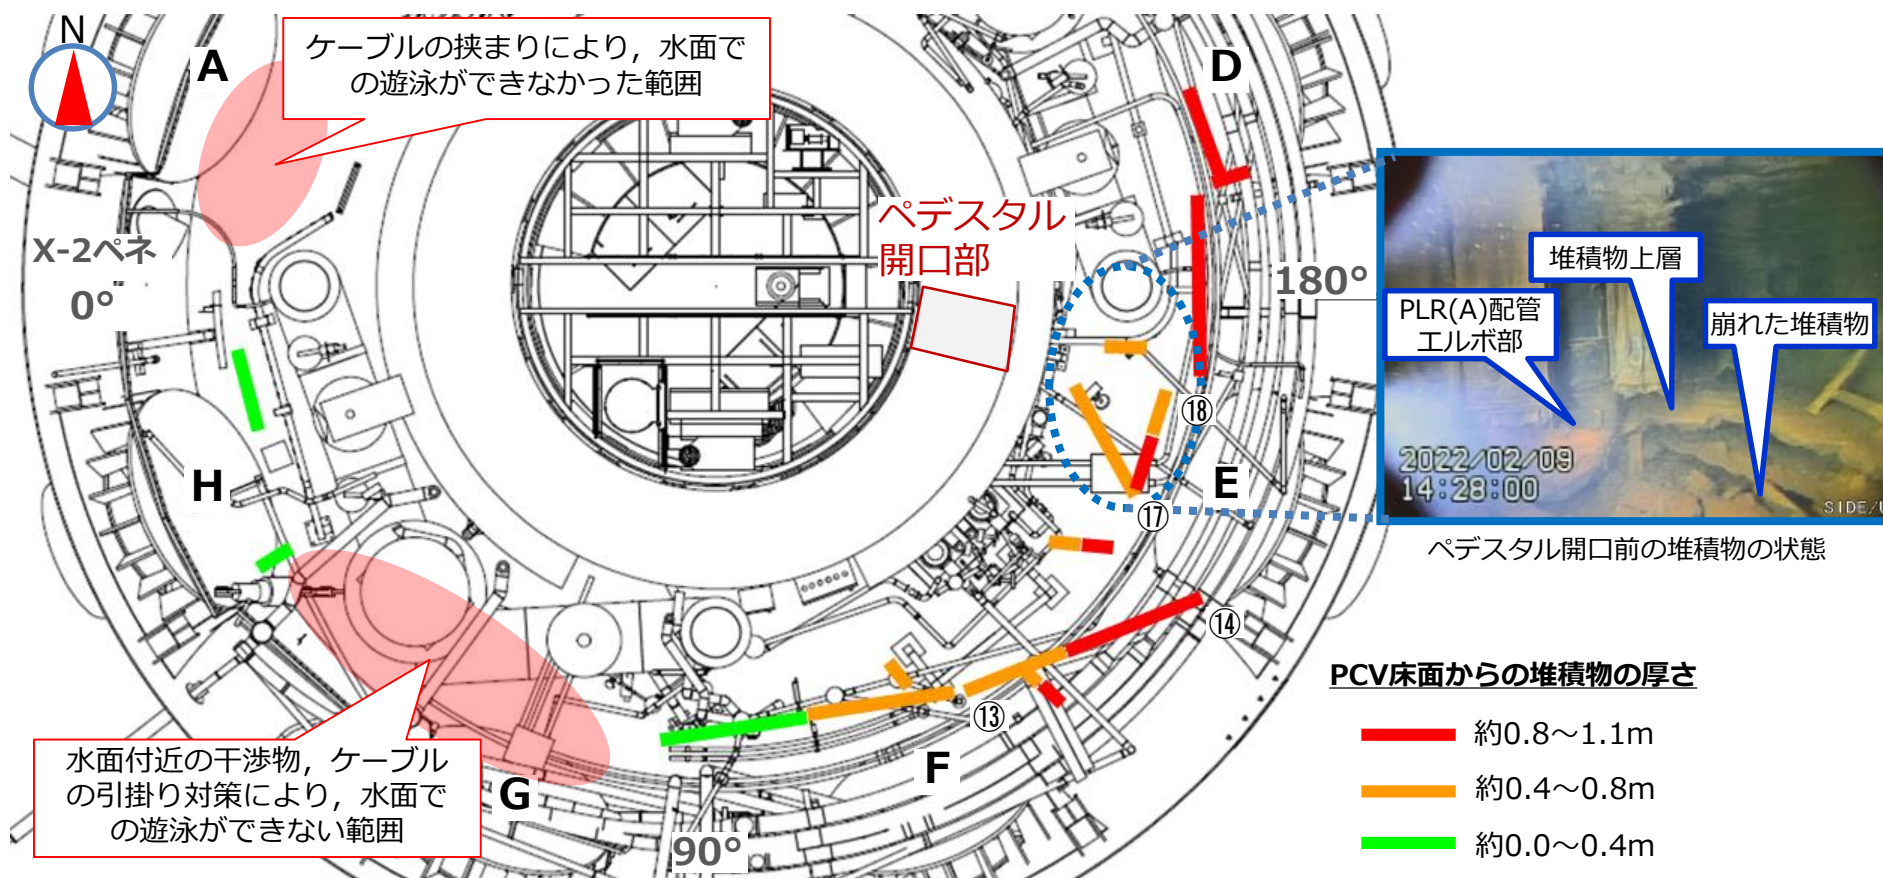 N
A
ケーブルの挟まりにより，水面で
の遊泳ができなかった範囲
D
ペデスタル
開口部
X-2ペネ
0°
180°
堆積物上層
PLR(A)配管
エルボ部
崩れた堆積物
⑱
2022/02/09
14:28:00
SIDE/
H
E
⑰
ペデスタル開口前の堆積物の状態
⑭
PCV床面からの堆積物の厚さ
⑬
約0.8～1.1m
水面付近の干渉物，ケーブル
の引掛り対策により，水面で
の遊泳ができない範囲
F
G
約0.4～0.8m
90°
約0.0～0.4m